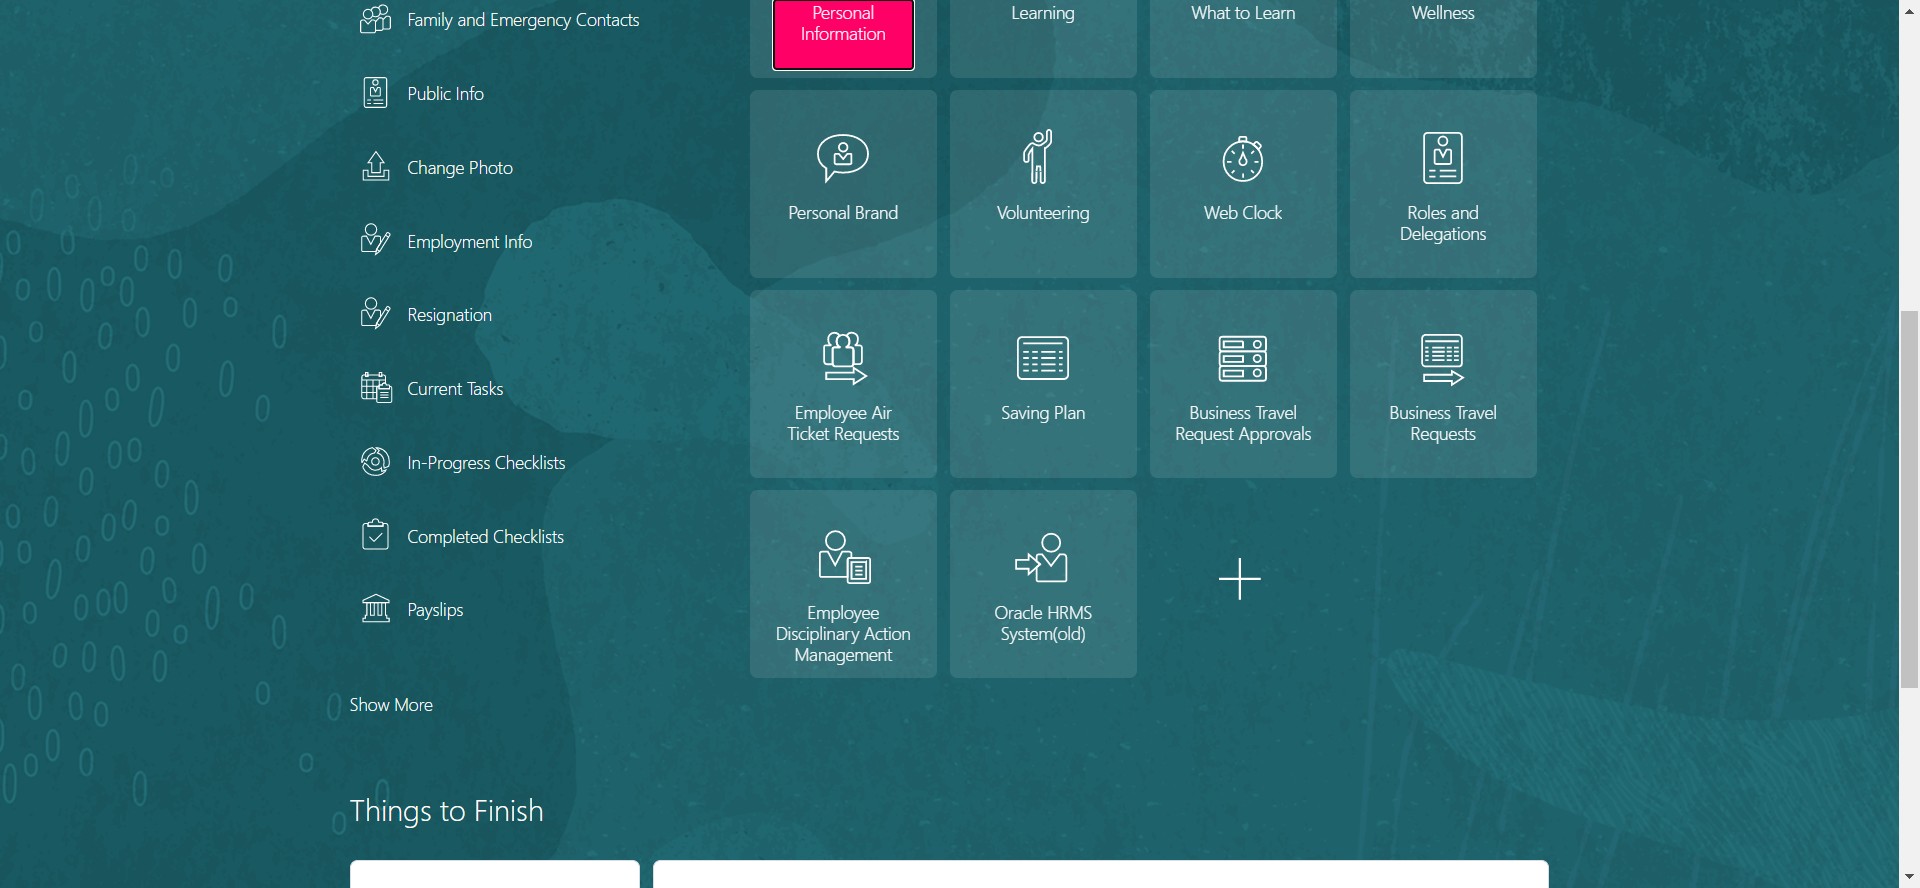 Family and Emergency Contacts
Public Info
Change Photo
Employment Info
Resignation
Current Tasks
In-Progress Checklists
Completed Checklists
Payslips
Show More
Personal
Information
Learning
What to Learn
Wellness
Personal Brand
Volunteering
Web Clock
Roles and
Delegations
Employee Air
Ticket Requests
Saving Plan
Business Travel
Request Approvals
Business Travel
Requests
Employee
Disciplinary Action
Management
Oracle HRMS
System(old)
Things to Finish